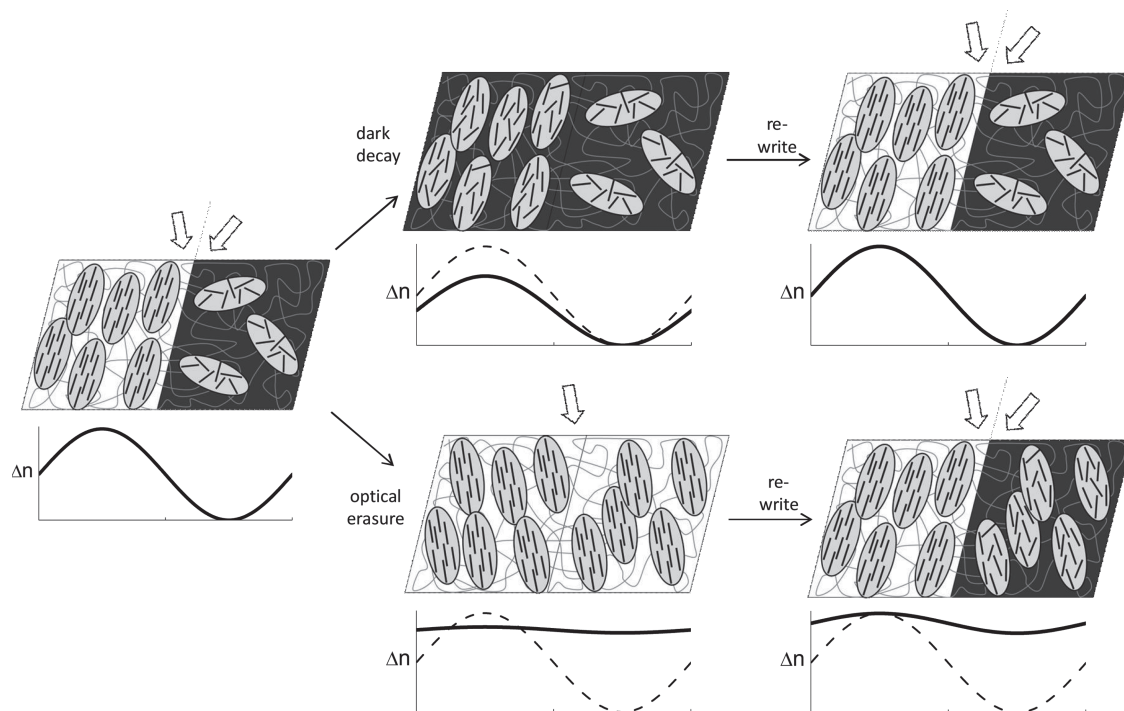 dark
decay
re-
write
Δn
Δn
Δn
optical
erasure
re-
write
Δn
Δn